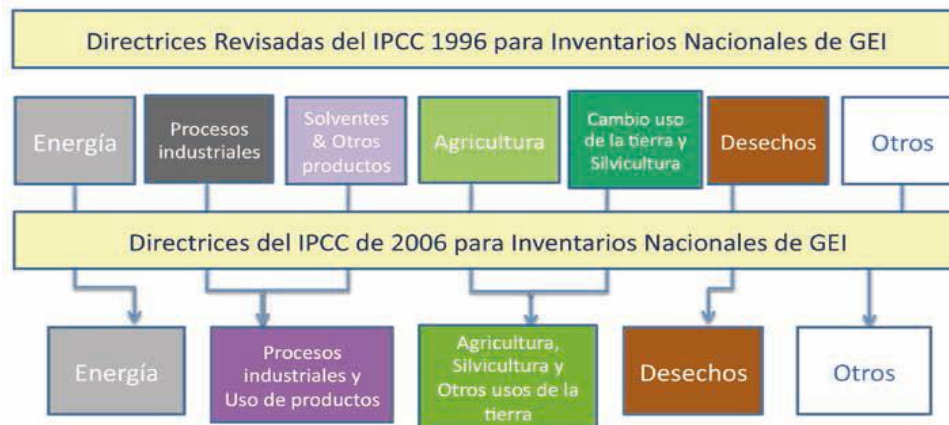 Directrices Revisadas del IPCC 1996 para Inventarios Nacionales de GEI
Energía
Procesos
industriales
Solventes
& Otros
productos
Agricultura
Cambio uso
de la tierra y
Silvicultura
Desechos
Otros
Directrices del IPCC de 2006 para Inventarios Nacionales de GEI
Energía
Procesos
industriales y
Uso de productos
Agricultura,
Silvicultura y
Otros usos de la
tierra
Desechos
Otros